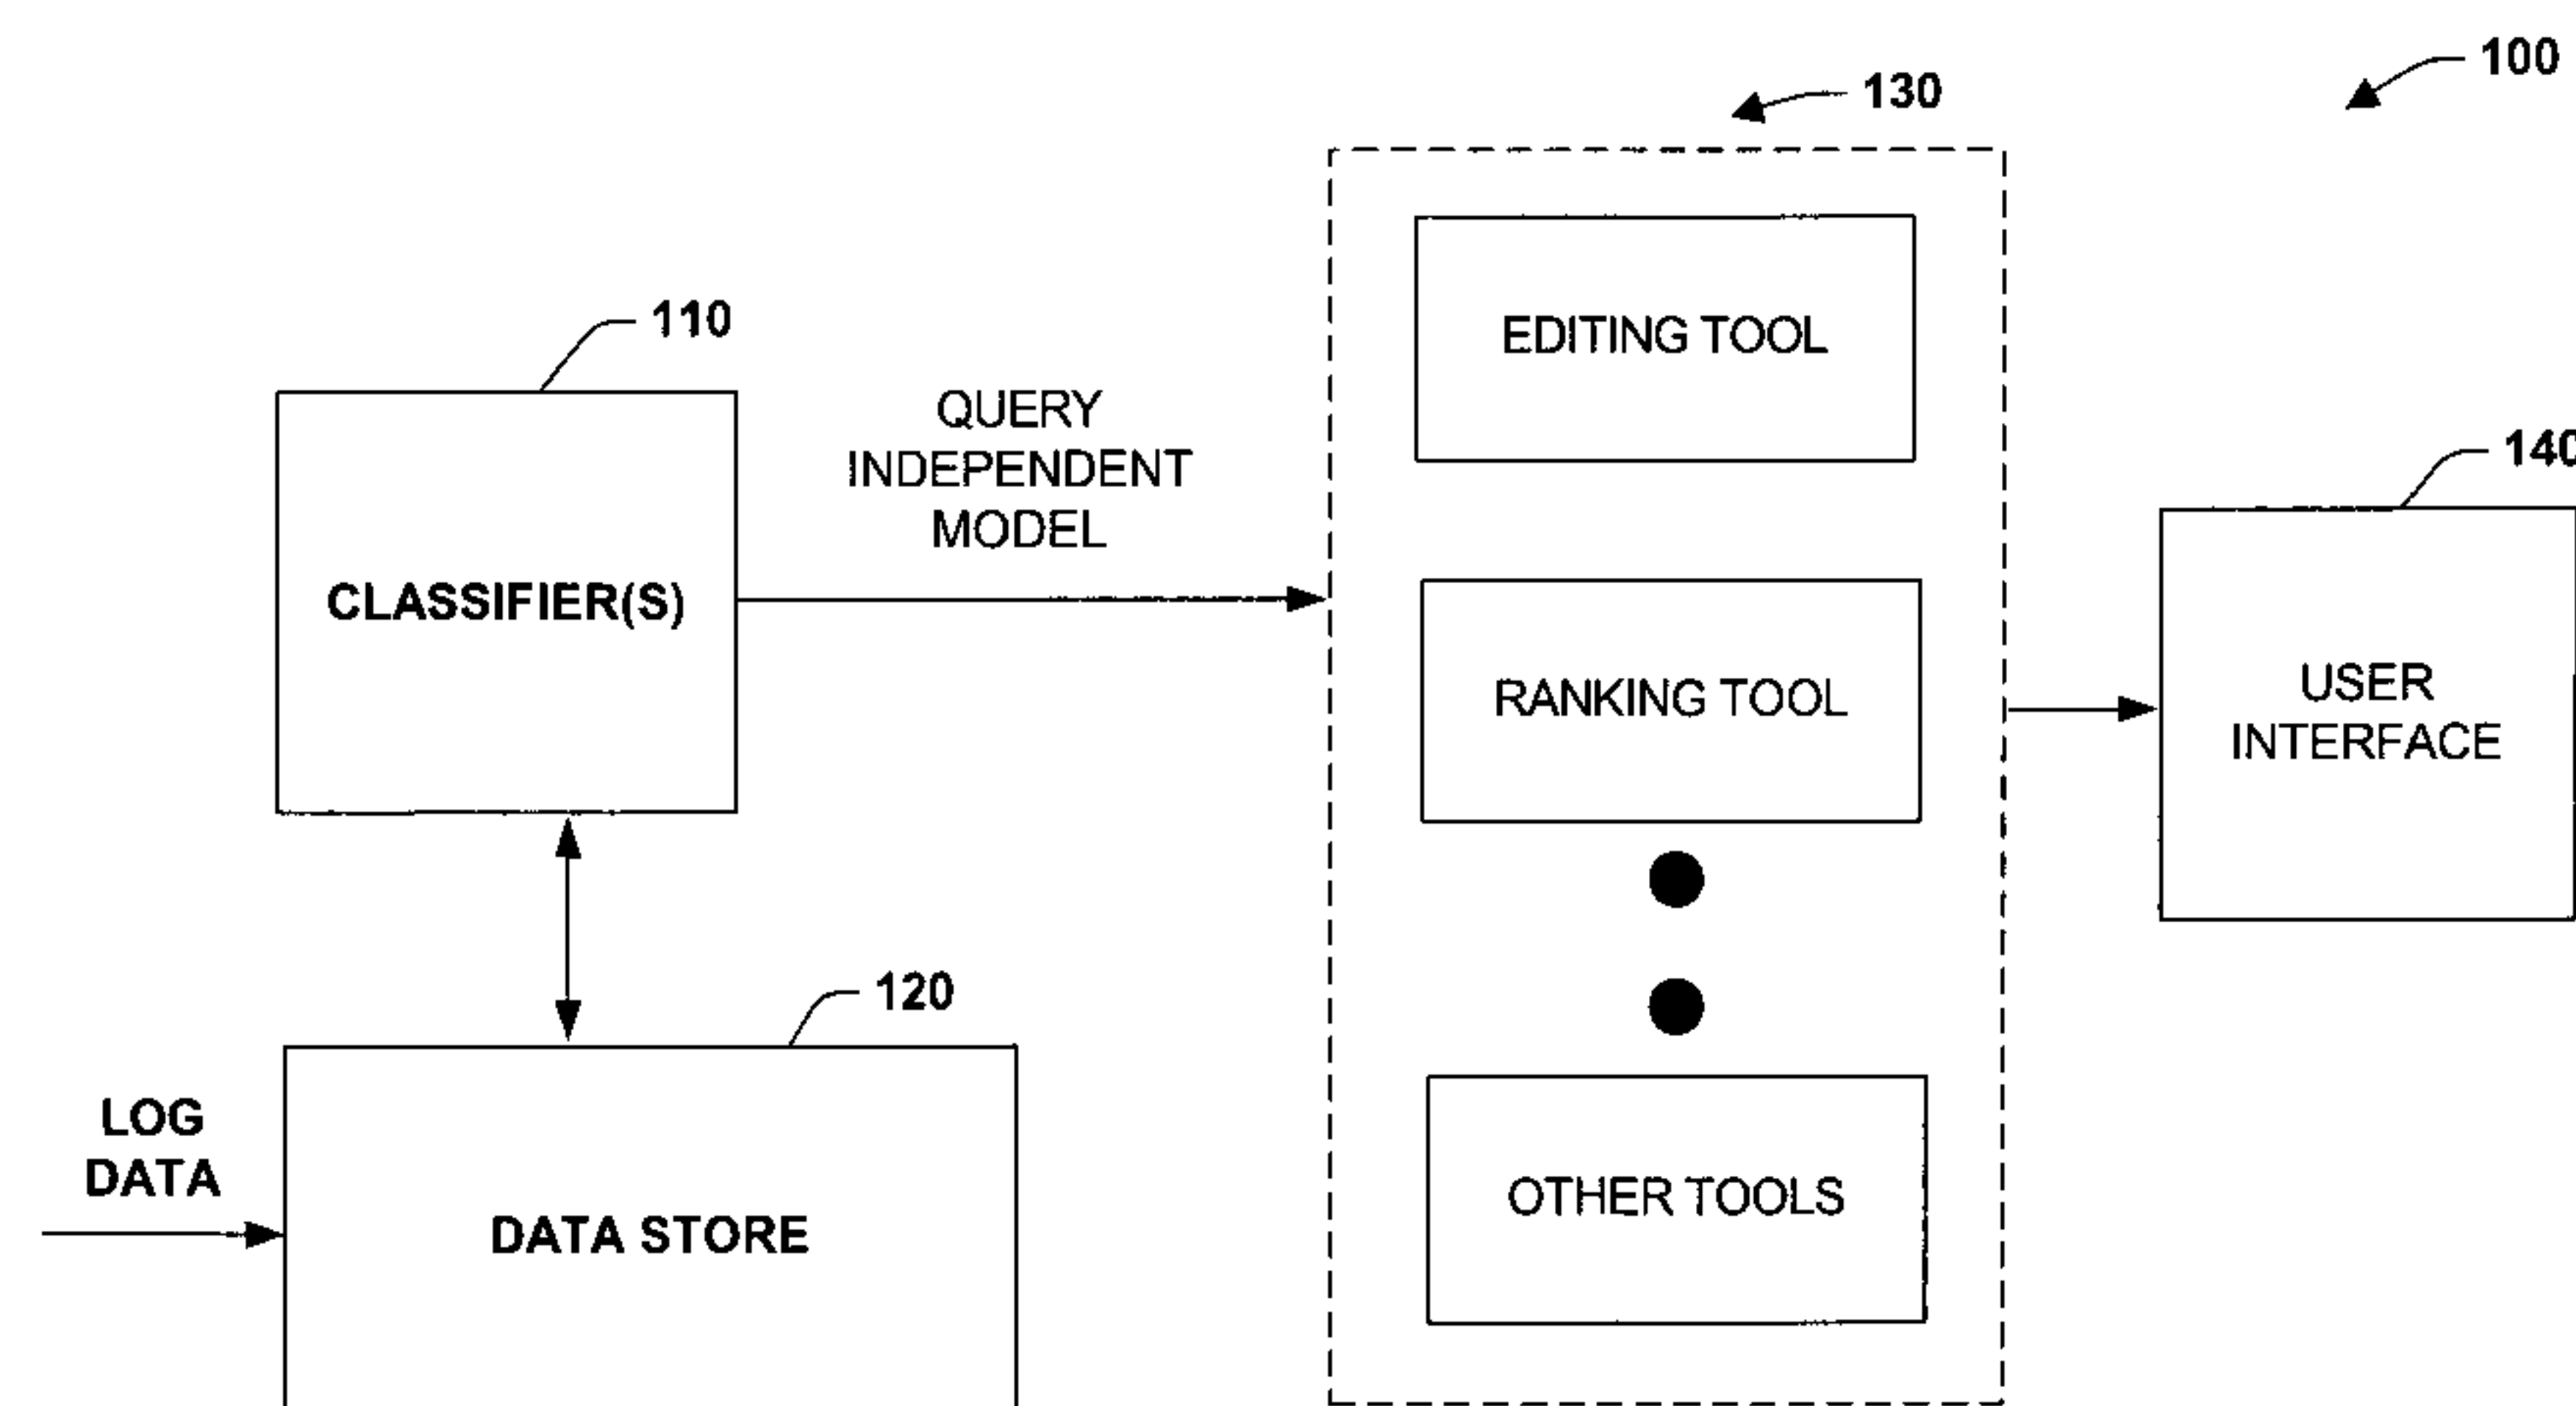 100
130
EDITING TOOL
110
QUERY
INDEPENDENT
MODEL
140
CLASSIFIER(S)
RANKING TOOL
USER
INTERFACE
120
LOG
DATA
DATA STORE
OTHER TOOLS